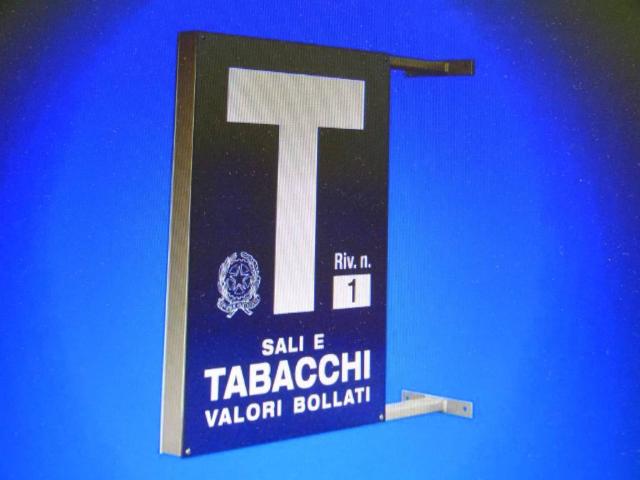 T
Riv. n.
1
SALI E
TABACCHI
VALORI BOLLATI